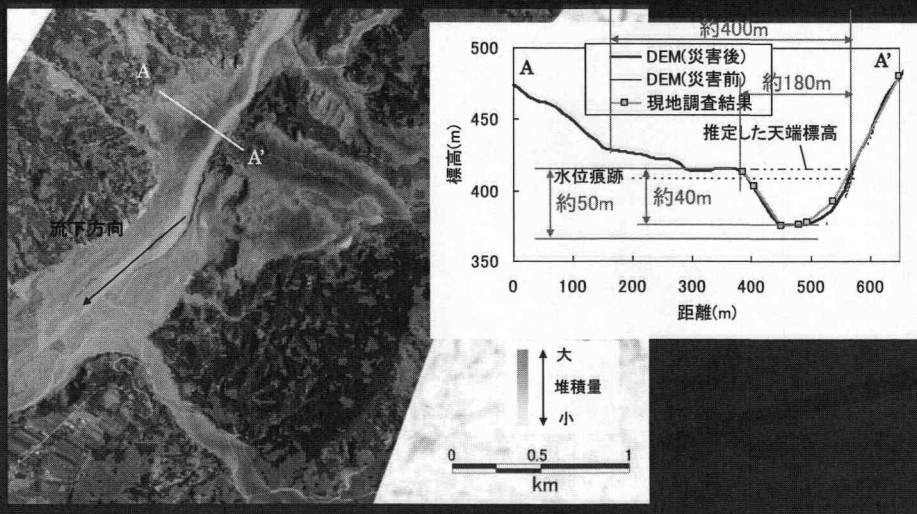 A
A'
流下方向
500
450
400
350
標高(m)
0 100 200 300 400 500 600
距離(m)
A
A'
約400m
DEM(災害後)
DEM(災害前)
現地調査結果
約180m
推定した天端標高
水位痕跡
約50m
約40m
大
堆積量
小
0 0.5 1
km